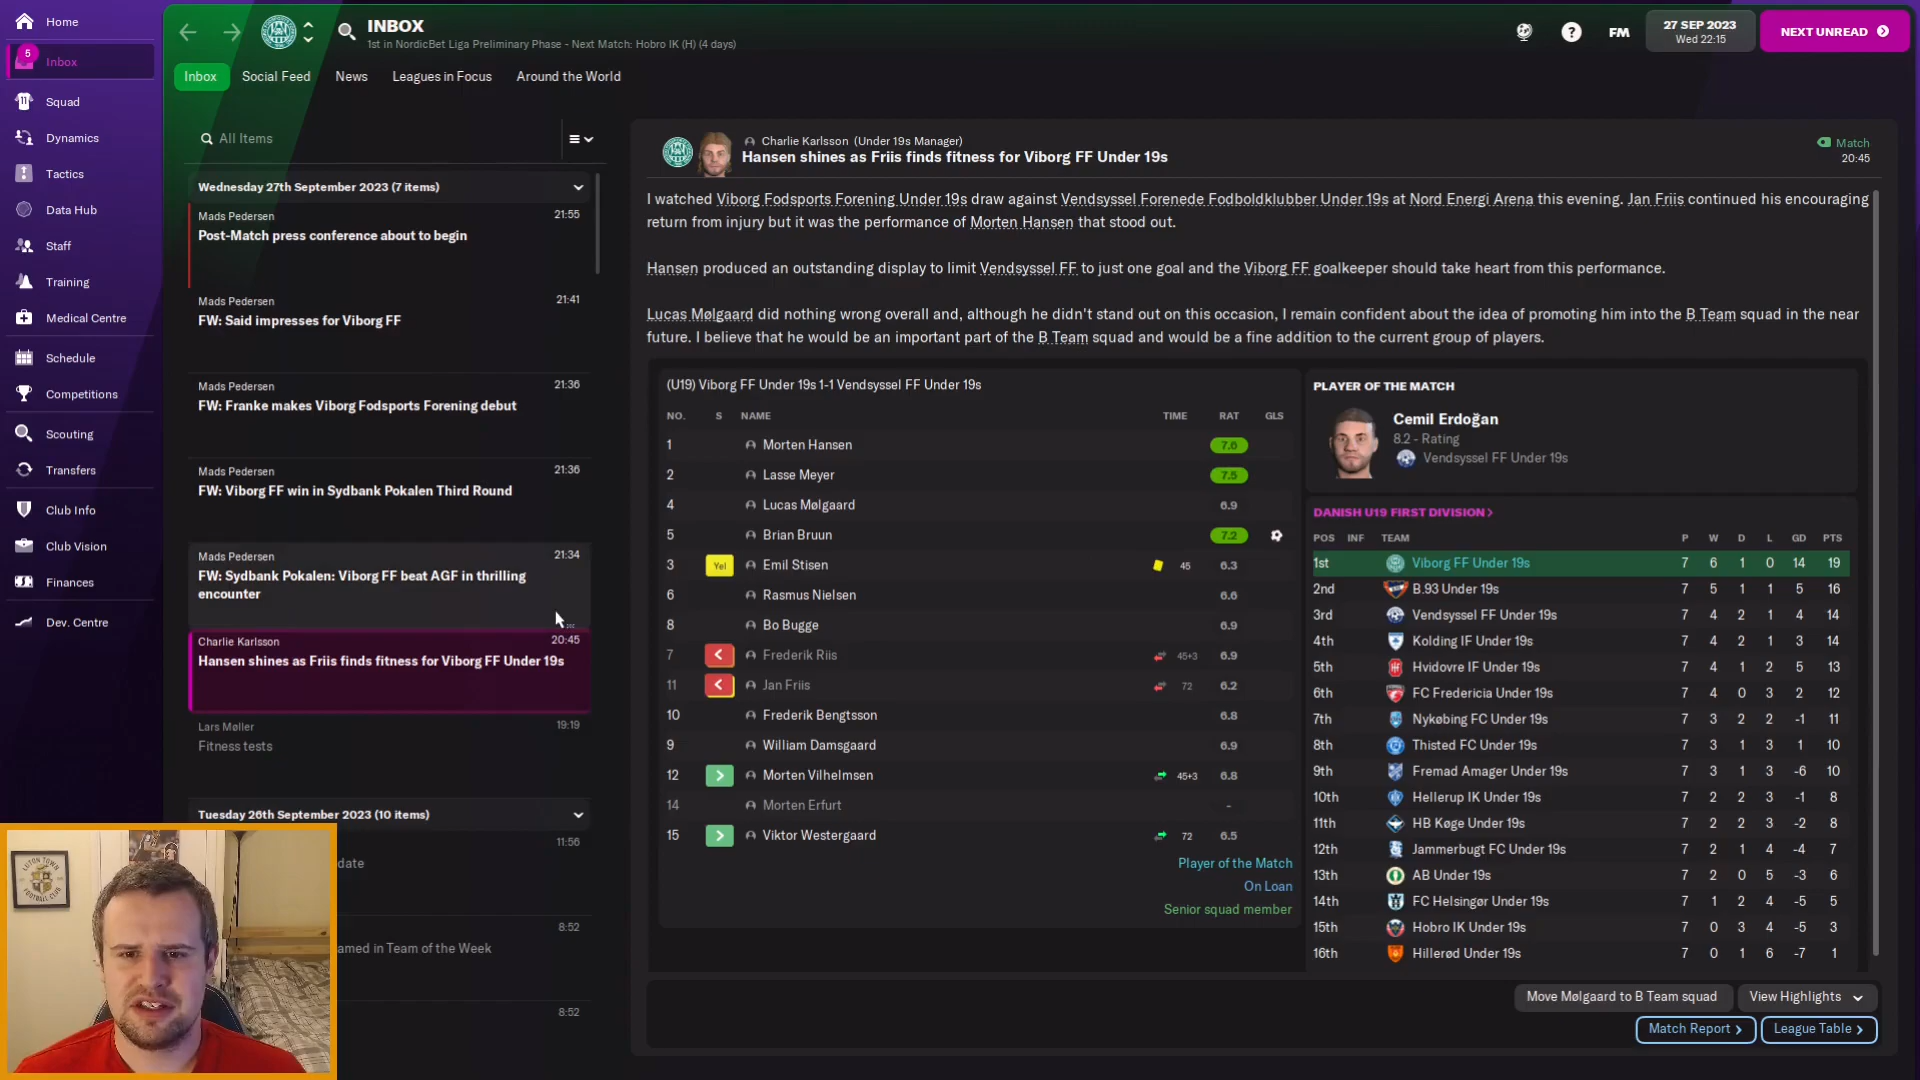 Home
5
Inbox
Squad
Dynamics
Tactics
Data Hub
Staff
Training
Medical Centre
Schedule
Competitions
Scouting
Transfers
Club Info
Club Vision
Finances
Dev. Centre
INBOX
1st in NordicBet Liga Preliminary Phase - Next Match: Hobro IK (H) (4 days)
? FM
27 SEP 2023
Wed 22:15
NEXT UNREAD
Inbox Social Feed News Leagues in Focus Around the World
All Items
Wednesday 27th September 2023 (7 items)
Mads Pedersen 21:55
Post-Match press conference about to begin
Mads Pedersen 21:41
FW: Said impresses for Viborg FF
Mads Pedersen 21:36
FW: Franke makes Viborg Fodsports Forening debut
Mads Pedersen 21:36
FW: Viborg FF win in Sydbank Pokalen Third Round
Mads Pedersen 21:34
FW: Sydbank Pokalen: Viborg FF beat AGF in thrilling
encounter
Charlie Karlsson 20:45
Hansen shines as Friis finds fitness for Viborg FF Under 19s
Lars Møller 19:19
Fitness tests
Tuesday 26th September 2023 (10 items)
11:56
date
8:52
amed in Team of the Week
8:52
LUTON TOWN
FOOTBALL CLUB
Charlie Karlsson (Under 19s Manager)
Hansen shines as Friis finds fitness for Viborg FF Under 19s
Match
20:45
I watched Viborg Fodsports Forening Under 19s draw against Vendsyssel Forenede Fodboldklubber Under 19s at Nord Energi Arena this evening. Jan Friis continued his encouraging
return from injury but it was the performance of Morten Hansen that stood out.
Hansen produced an outstanding display to limit Vendsyssel FF to just one goal and the Viborg FF goalkeeper should take heart from this performance.
Lucas Mølgaard did nothing wrong overall and, although he didn't stand out on this occasion, I remain confident about the idea of promoting him into the B Team squad in the near
future. I believe that he would be an important part of the B Team squad and would be a fine addition to the current group of players.
(U19) Viborg FF Under 19s 1-1 Vendsyssel FF Under 19s
NO. S NAME TIME RAT GLS
1 Morten Hansen 7.6
2 Lasse Meyer 7.5
4 Lucas Mølgaard 6.9
5 Brian Bruun 7.2
3 Yel Emil Stisen 45 6.3
6 Rasmus Nielsen 6.6
8 Bo Bugge 6.9
7 Frederik Riis 45+3 6.9
11 Jan Friis 72 6.2
10 Frederik Bengtsson 6.8
9 William Damsgaard 6.9
12 Morten Vilhelmsen 45+3 6.8
14 Morten Erfurt -
15 Viktor Westergaard 72 6.5
Player of the Match
On Loan
Senior squad member
PLAYER OF THE MATCH
Cemil Erdoğan
8.2 - Rating
Vendsyssel FF Under 19s
DANISH U19 FIRST DIVISION >
POS INF TEAM P W D L GD PTS
1st Viborg FF Under 19s 7 6 1 0 14 19
2nd B.93 Under 19s 7 5 1 1 5 16
3rd Vendsyssel FF Under 19s 7 4 2 1 4 14
4th Kolding IF Under 19s 7 4 2 1 3 14
5th Hvidovre IF Under 19s 7 4 1 2 5 13
6th FC Fredericia Under 19s 7 4 0 3 2 12
7th Nykøbing FC Under 19s 7 3 2 2 -1 11
8th Thisted FC Under 19s 7 3 1 3 1 10
9th Fremad Amager Under 19s 7 3 1 3 -6 10
10th Hellerup IK Under 19s 7 2 2 3 -1 8
11th HB Køge Under 19s 7 2 2 3 -2 8
12th Jammerbugt FC Under 19s 7 2 1 4 -4 7
13th AB Under 19s 7 2 0 5 -3 6
14th FC Helsingør Under 19s 7 1 2 4 -5 5
15th Hobro IK Under 19s 7 0 3 4 -5 3
16th Hillerød Under 19s 7 0 1 6 -7 1
Move Mølgaard to B Team squad View Highlights
Match Report > League Table >